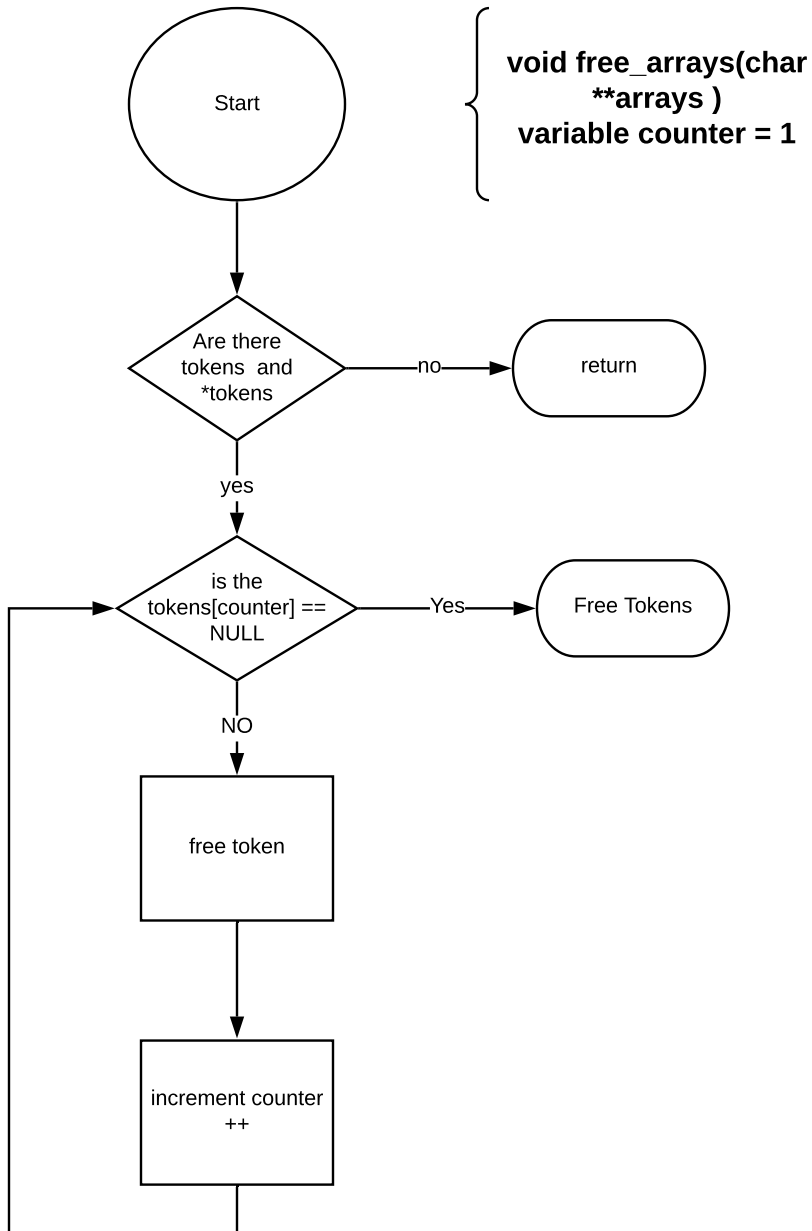 Start
void free_arrays(char
**arrays )
variable counter = 1
Are there
tokens and
*tokens
no
return
yes
is the
tokens[counter] ==
NULL
Yes
Free Tokens
NO
free token
increment counter
++